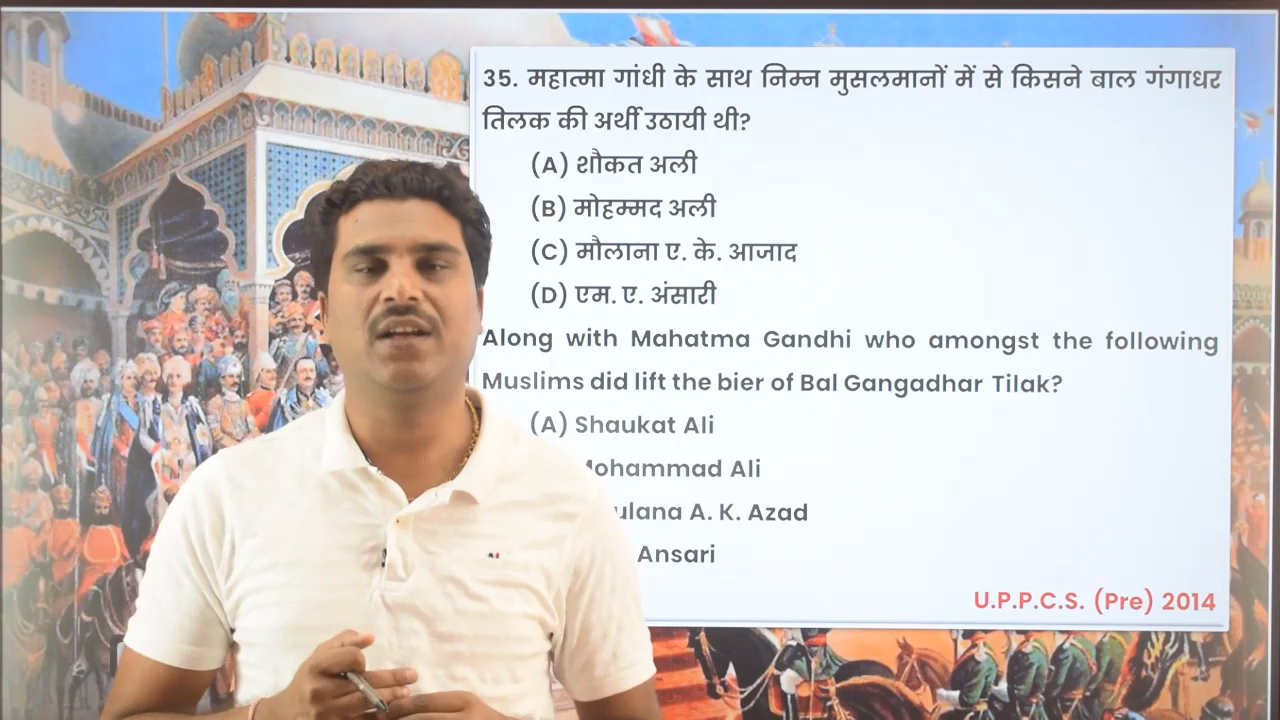 35. महात्मा गांधी के साथ निम्न मुसलमानों में से किसने बाल गंगाधर
तिलक की अर्थी उठायी थी?
(A) शौकत अली
(B) मोहम्मद अली
(C) मौलाना ए. के. आजाद
(D) एम. ए. अंसारी
Along with Mahatma Gandhi who amongst the following
Muslims did lift the bier of Bal Gangadhar Tilak?
(A) Shaukat Ali
Mohammad Ali
A. K. Azad
Ansari
U.P.P.C.S. (Pre) 2014